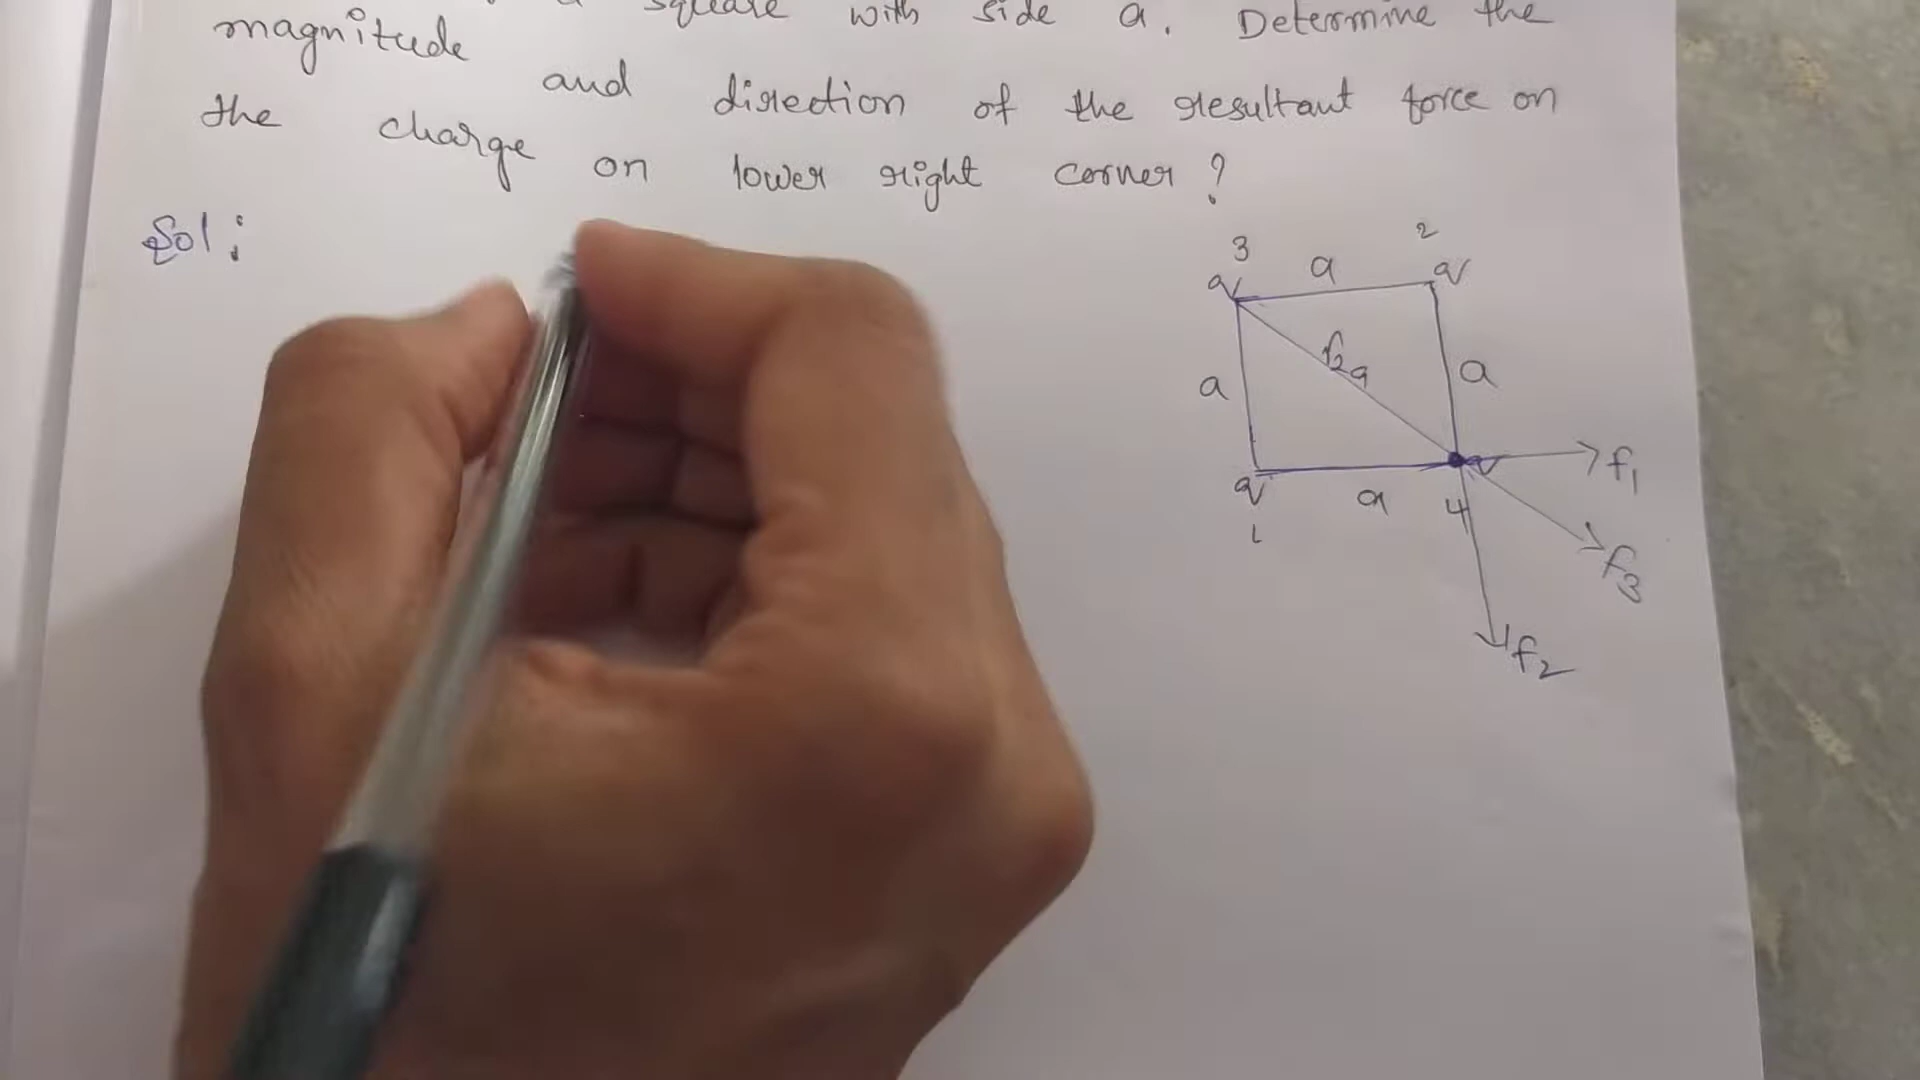 square with side a. Determine the
magnitude and direction of the resultant force on
the charge on lower right corner ?
Sol :
3 2
q a q
√2a
a a
f1
q a 4
1
f3
f2